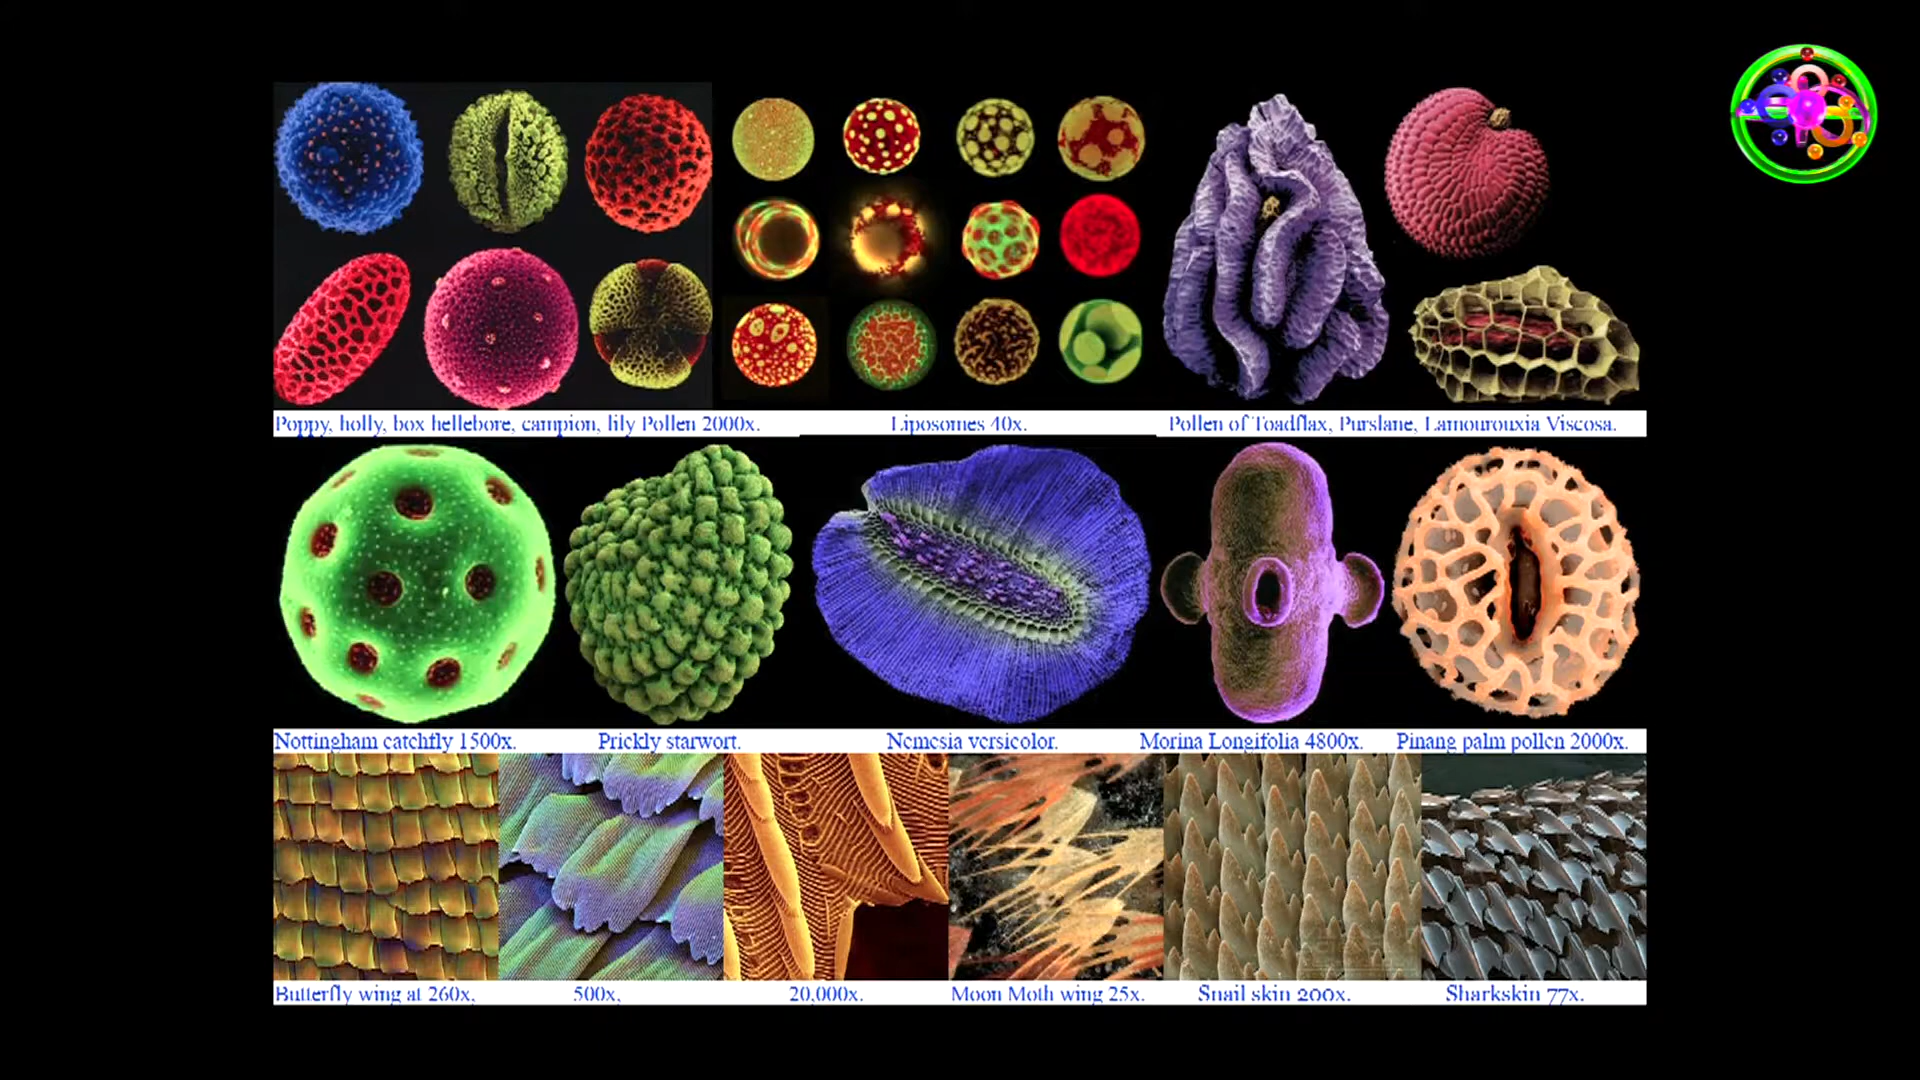 Poppy, holly, box hellebore, campion, lily Pollen 2000x.
Liposomes 40x.
Pollen of Toadflax, Purslane, Lamourouxia Viscosa.
Nottingham catchfly 1500x.
Prickly starwort.
Nemesia versicolor.
Morina Longifolia 4800x.
Pinang palm pollen 2000x.
Butterfly wing at 260x,
500x,
20,000x.
Moon Moth wing 25x.
Snail skin 200x.
Sharkskin 77x.